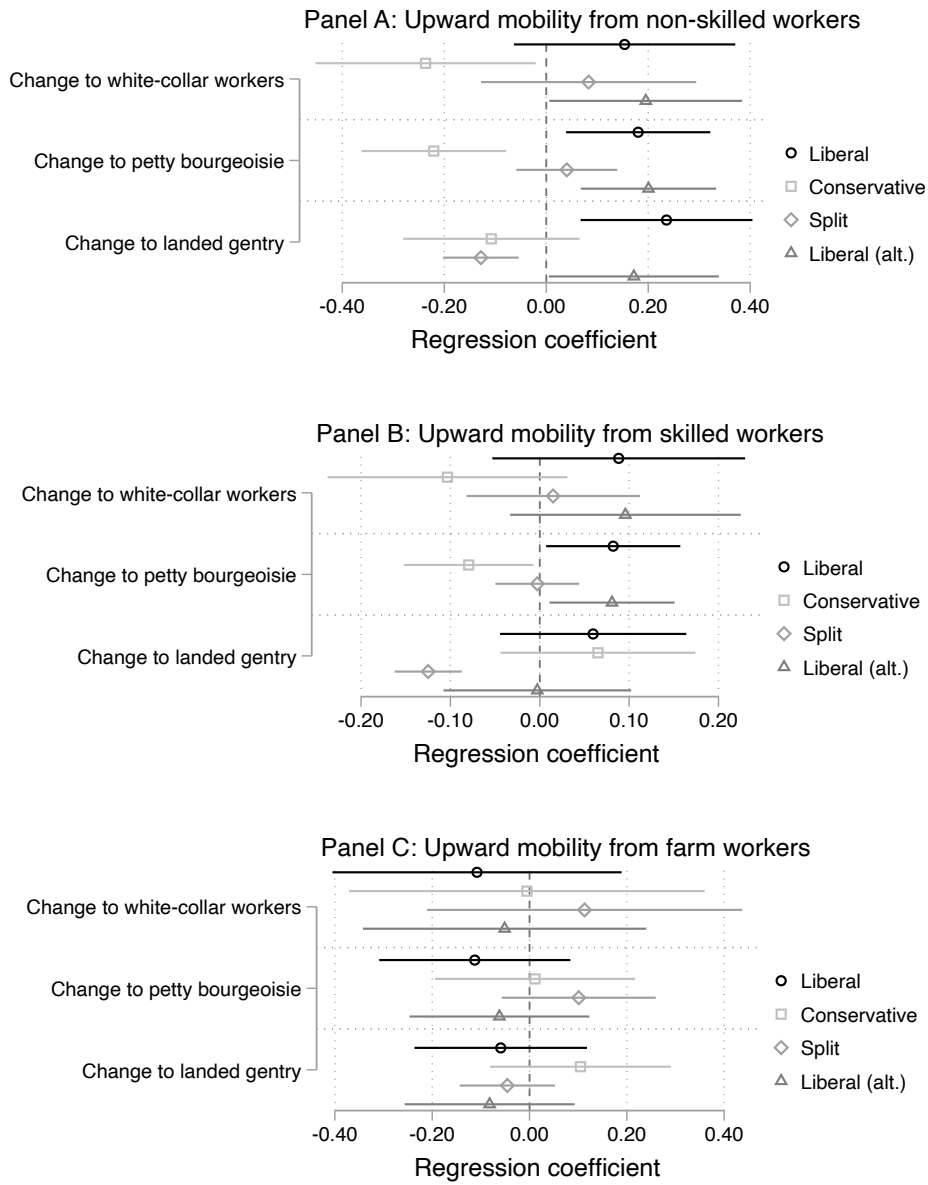 Panel A: Upward mobility from non-skilled workers
Change to white-collar workers
Change to petty bourgeoisie
Change to landed gentry
Liberal
Conservative
Split
Liberal (alt.)
-0.40 -0.20 0.00 0.20 0.40
Regression coefficient
Panel B: Upward mobility from skilled workers
Change to white-collar workers
Change to petty bourgeoisie
Change to landed gentry
Liberal
Conservative
Split
Liberal (alt.)
-0.20 -0.10 0.00 0.10 0.20
Regression coefficient
Panel C: Upward mobility from farm workers
Change to white-collar workers
Change to petty bourgeoisie
Change to landed gentry
Liberal
Conservative
Split
Liberal (alt.)
-0.40 -0.20 0.00 0.20 0.40
Regression coefficient